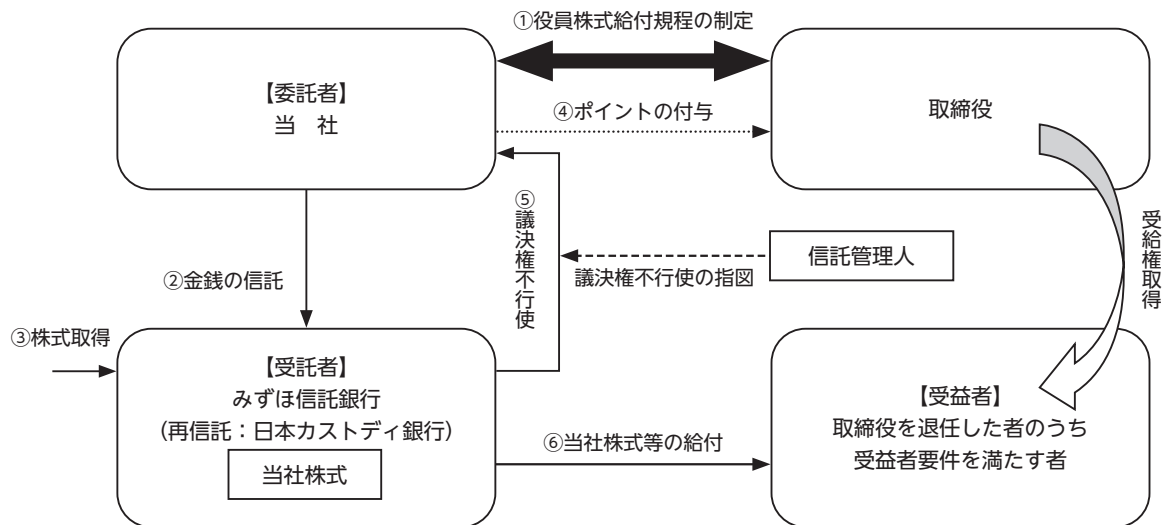 ①役員株式給付規程の制定
【委託者】
当　社
④ポイントの付与
取締役
⑤議決権不行使
受給権取得
信託管理人
議決権不行使の指図
②金銭の信託
③株式取得
【受託者】
みずほ信託銀行
（再信託：日本カストディ銀行）
当社株式
⑥当社株式等の給付
【受益者】
取締役を退任した者のうち
受益者要件を満たす者